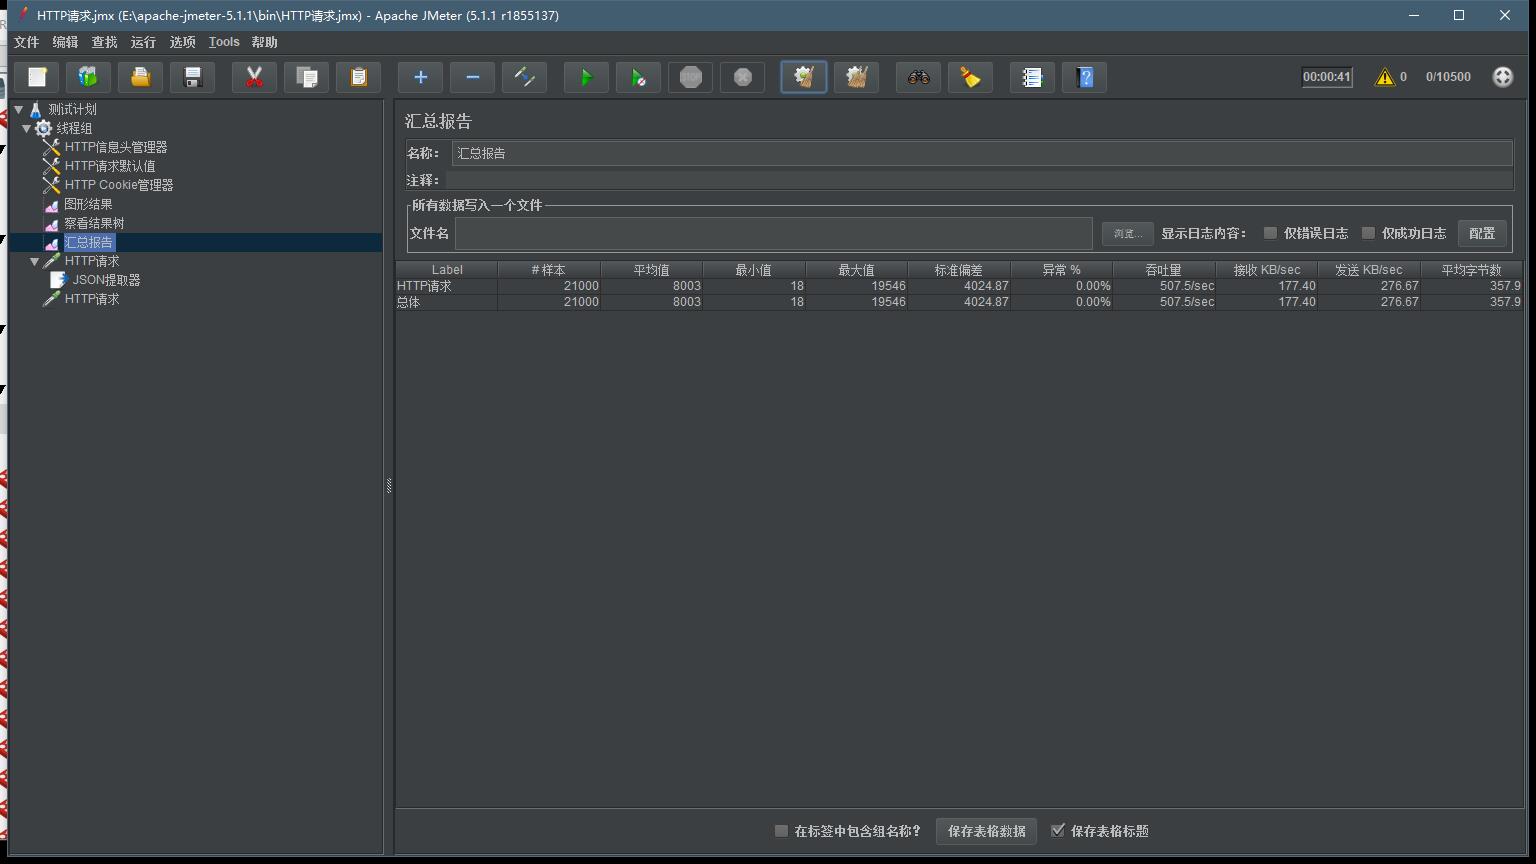 HTTP请求.jmx (E:\apache-jmeter-5.1.1\bin\HTTP请求.jmx) - Apache JMeter (5.1.1 r1855137)
文件 编辑 查找 运行 选项 Tools 帮助
STOP 00:00:41 0 0/10500
测试计划
线程组
HTTP信息头管理器
HTTP请求默认值
HTTP Cookie管理器
图形结果
察看结果树
汇总报告
HTTP请求
JSON提取器
HTTP请求
汇总报告
名称： 汇总报告
注释：
所有数据写入一个文件
文件名 浏览... 显示日志内容： 仅错误日志 仅成功日志 配置
Label # 样本 平均值 最小值 最大值 标准偏差 异常 % 吞吐量 接收 KB/sec 发送 KB/sec 平均字节数
HTTP请求 21000 8003 18 19546 4024.87 0.00% 507.5/sec 177.40 276.67 357.9
总体 21000 8003 18 19546 4024.87 0.00% 507.5/sec 177.40 276.67 357.9
在标签中包含组名称？ 保存表格数据 保存表格标题